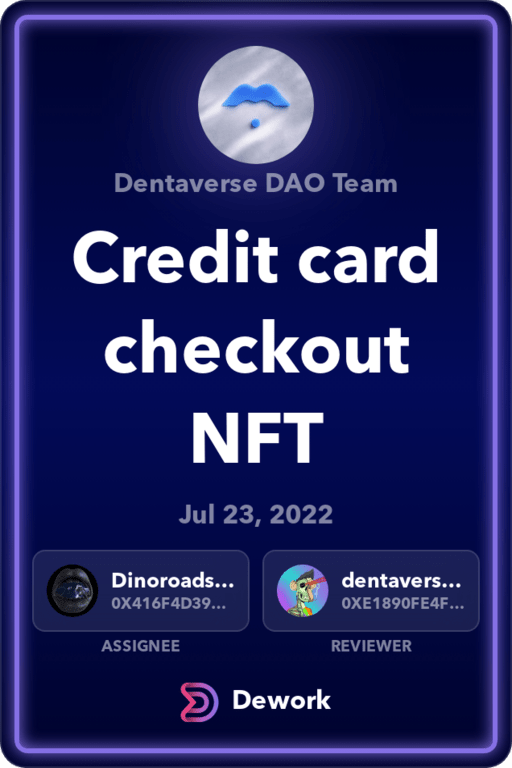 Dentaverse DAO Team
Credit card
checkout
NFT
Jul 23, 2022
Dinoroads...
0X416F4D39...
dentavers...
0XE1890FE4F...
ASSIGNEE
REVIEWER
Dework